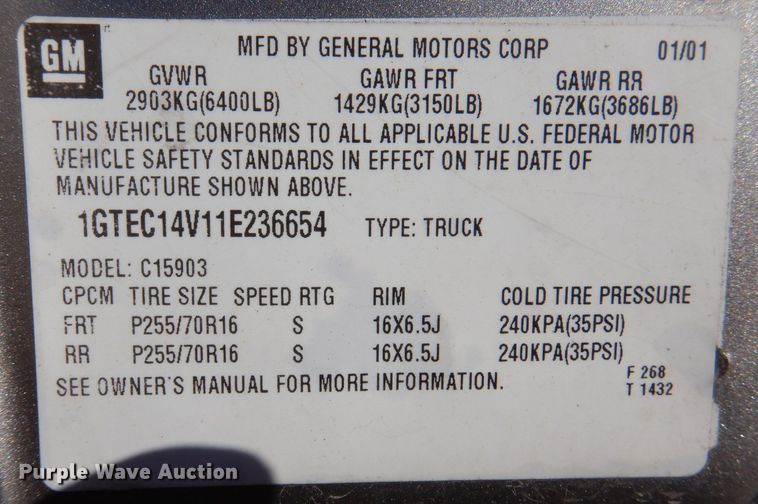 GM MFD BY GENERAL MOTORS CORP 01/01
GVWR GAWR FRT GAWR RR
2903KG(6400LB) 1429KG(3150LB) 1672KG(3686LB)
THIS VEHICLE CONFORMS TO ALL APPLICABLE U.S. FEDERAL MOTOR
VEHICLE SAFETY STANDARDS IN EFFECT ON THE DATE OF
MANUFACTURE SHOWN ABOVE.
1GTEC14V11E236654 TYPE: TRUCK
MODEL: C15903
CPCM TIRE SIZE SPEED RTG RIM COLD TIRE PRESSURE
FRT P255/70R16 S 16X6.5J 240KPA(35PSI)
RR P255/70R16 S 16X6.5J 240KPA(35PSI)
SEE OWNER'S MANUAL FOR MORE INFORMATION.
F 268
T 1432
Purple Wave Auction